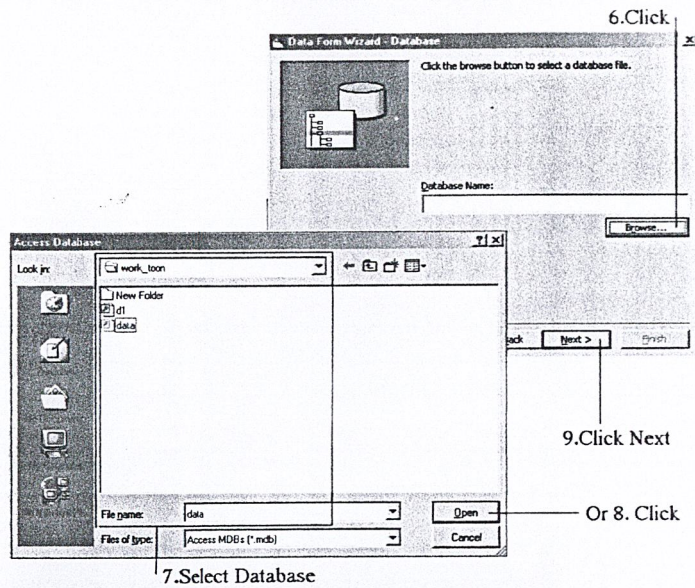 6.Click
Data Form Wizard - Database
Click the browse button to select a database file.
Database Name:
Browse...
Access Database
Look in:
work_toon
New Folder
d1
data
Next >
Finish
9.Click Next
File name:
data
Open
Or 8. Click
Files of type:
Access MDBs (*.mdb)
Cancel
7.Select Database